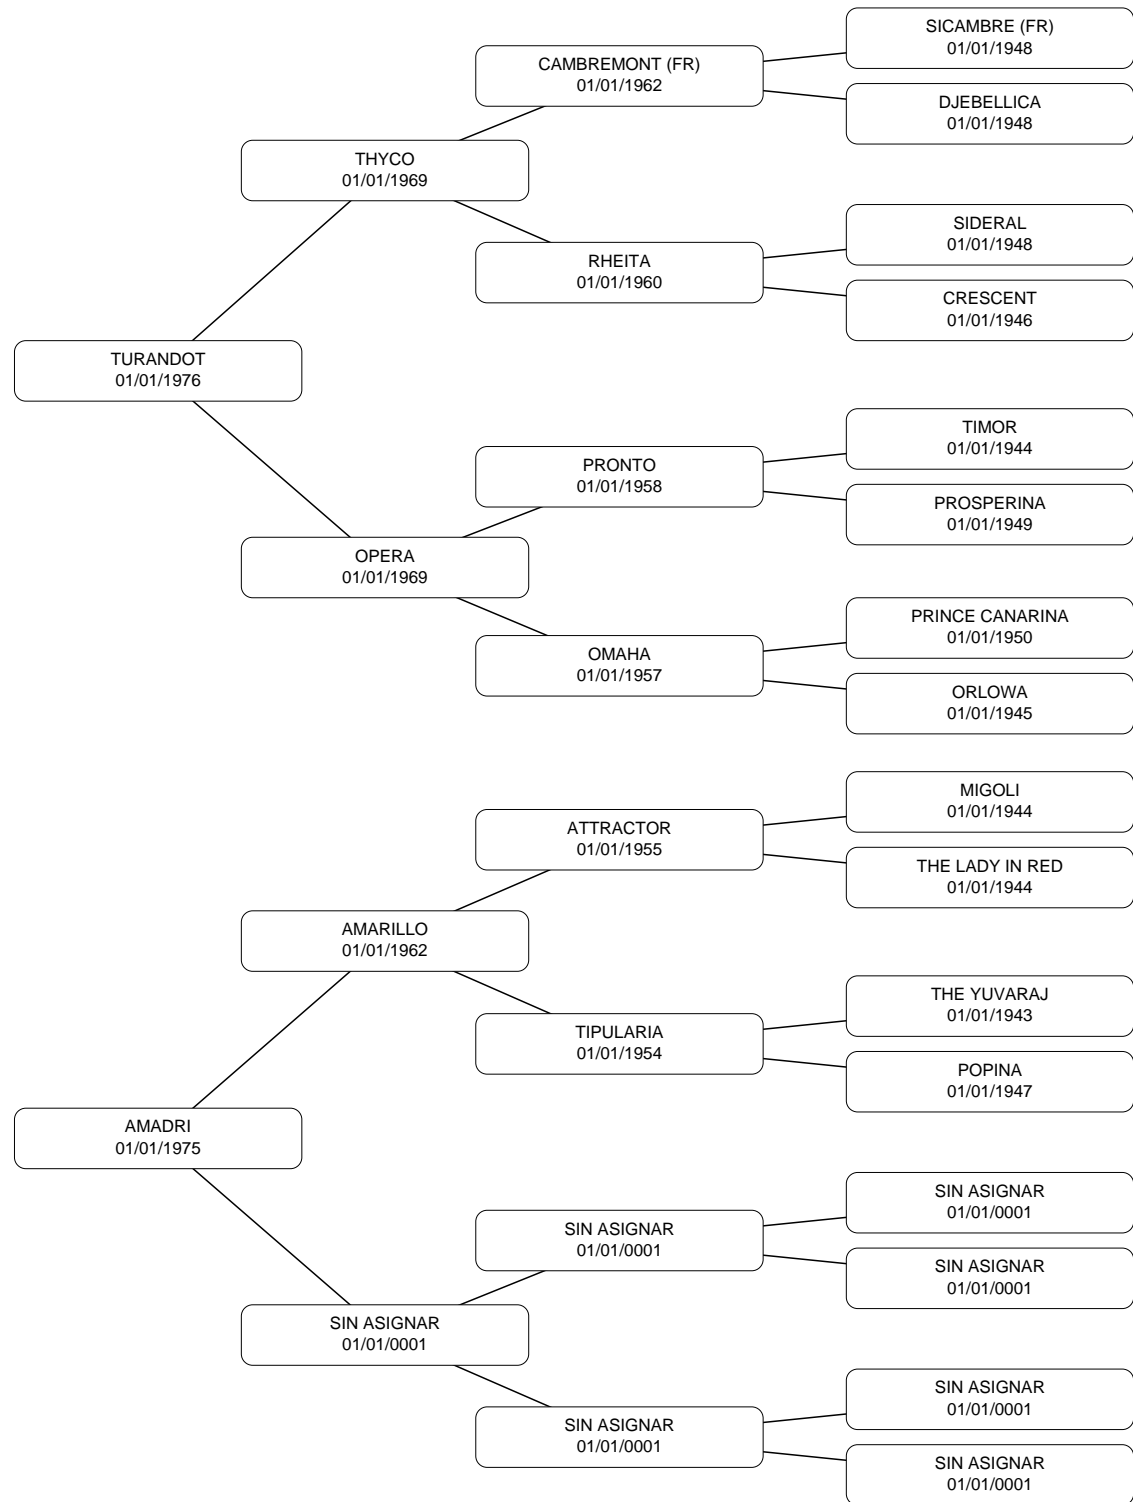 SICAMBRE (FR)
01/01/1948
CAMBREMONT (FR)
01/01/1962
DJEBELLICA
01/01/1948
THYCO
01/01/1969
SIDERAL
01/01/1948
RHEITA
01/01/1960
CRESCENT
01/01/1946
TURANDOT
01/01/1976
TIMOR
01/01/1944
PRONTO
01/01/1958
PROSPERINA
01/01/1949
OPERA
01/01/1969
PRINCE CANARINA
01/01/1950
OMAHA
01/01/1957
ORLOWA
01/01/1945
MIGOLI
01/01/1944
ATTRACTOR
01/01/1955
THE LADY IN RED
01/01/1944
AMARILLO
01/01/1962
THE YUVARAJ
01/01/1943
TIPULARIA
01/01/1954
POPINA
01/01/1947
AMADRI
01/01/1975
SIN ASIGNAR
01/01/0001
SIN ASIGNAR
01/01/0001
SIN ASIGNAR
01/01/0001
SIN ASIGNAR
01/01/0001
SIN ASIGNAR
01/01/0001
SIN ASIGNAR
01/01/0001
SIN ASIGNAR
01/01/0001